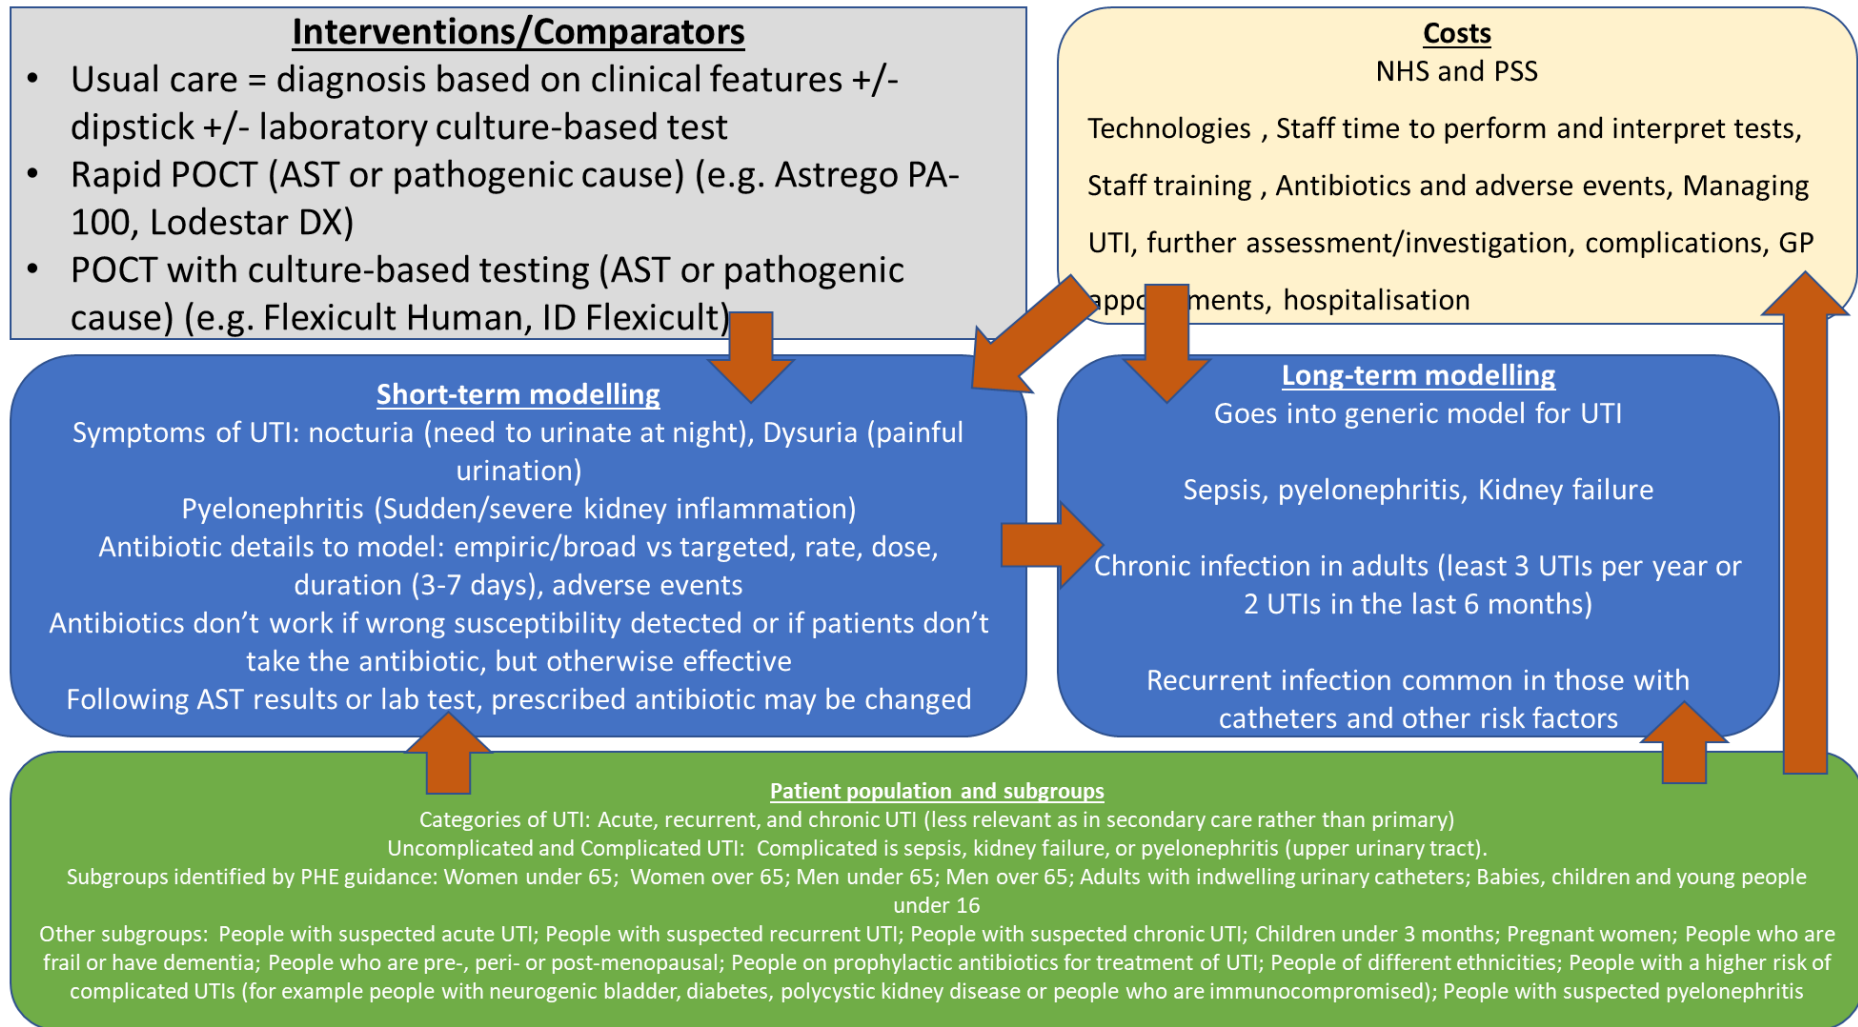 Interventions/Comparators
• Usual care = diagnosis based on clinical features +/-
dipstick +/- laboratory culture-based test
• Rapid POCT (AST or pathogenic cause) (e.g. Astrego PA-
100, Lodestar DX)
• POCT with culture-based testing (AST or pathogenic
cause) (e.g. Flexicult Human, ID Flexicult)
Costs
NHS and PSS
Technologies , Staff time to perform and interpret tests,
Staff training , Antibiotics and adverse events, Managing
UTI, further assessment/investigation, complications, GP
hospitalisation
Short-term modelling
Symptoms of UTI: nocturia (need to urinate at night), Dysuria (painful
urination)
Pyelonephritis (Sudden/severe kidney inflammation)
Antibiotic details to model: empiric/broad vs targeted, rate, dose,
duration (3-7 days), adverse events
Antibiotics don’t work if wrong susceptibility detected or if patients don’t
take the antibiotic, but otherwise effective
Following AST results or lab test, prescribed antibiotic may be changed
Long-term modelling
Goes into generic model for UTI
Sepsis, pyelonephritis, Kidney failure
Chronic infection in adults (least 3 UTIs per year or
2 UTIs in the last 6 months)
Recurrent infection common in those with
catheters and other risk factors
Patient population and subgroups
Categories of UTI: Acute, recurrent, and chronic UTI (less relevant as in secondary care rather than primary)
Uncomplicated and Complicated UTI: Complicated is sepsis, kidney failure, or pyelonephritis (upper urinary tract).
Subgroups identified by PHE guidance: Women under 65; Women over 65; Men under 65; Men over 65; Adults with indwelling urinary catheters; Babies, children and young people
under 16
Other subgroups: People with suspected acute UTI; People with suspected recurrent UTI; People with suspected chronic UTI; Children under 3 months; Pregnant women; People who are
frail or have dementia; People who are pre-, peri- or post-menopausal; People on prophylactic antibiotics for treatment of UTI; People of different ethnicities; People with a higher risk of
complicated UTIs (for example people with neurogenic bladder, diabetes, polycystic kidney disease or people who are immunocompromised); People with suspected pyelonephritis